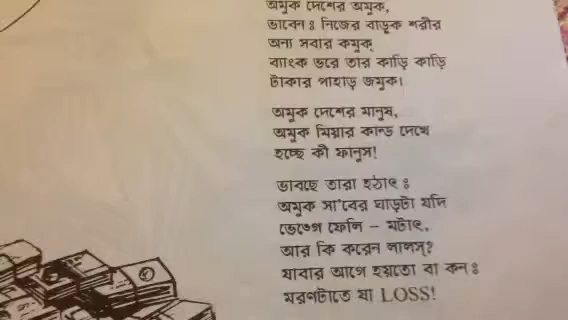 অমুক দেশের অমুক,
ভাবেন ঃ নিজের বাড়ুক শরীর
অন্য সবার কমুক্
ব্যাংক ভরে তার কাড়ি কাড়ি
টাকার পাহাড় জমুক।
অমুক দেশের মানুষ,
অমুক মিয়ার কান্ড দেখে
হচ্ছে কী ফানুস!
ভাবছে তারা হঠাৎ ঃ
অমুক সা'বের ঘাড়টা যদি
ভেঙ্গে ফেলি – মটাৎ,
আর কি করেন লালস্?
যাবার আগে হয়তো বা কন ঃ
মরণটাতে যা LOSS!